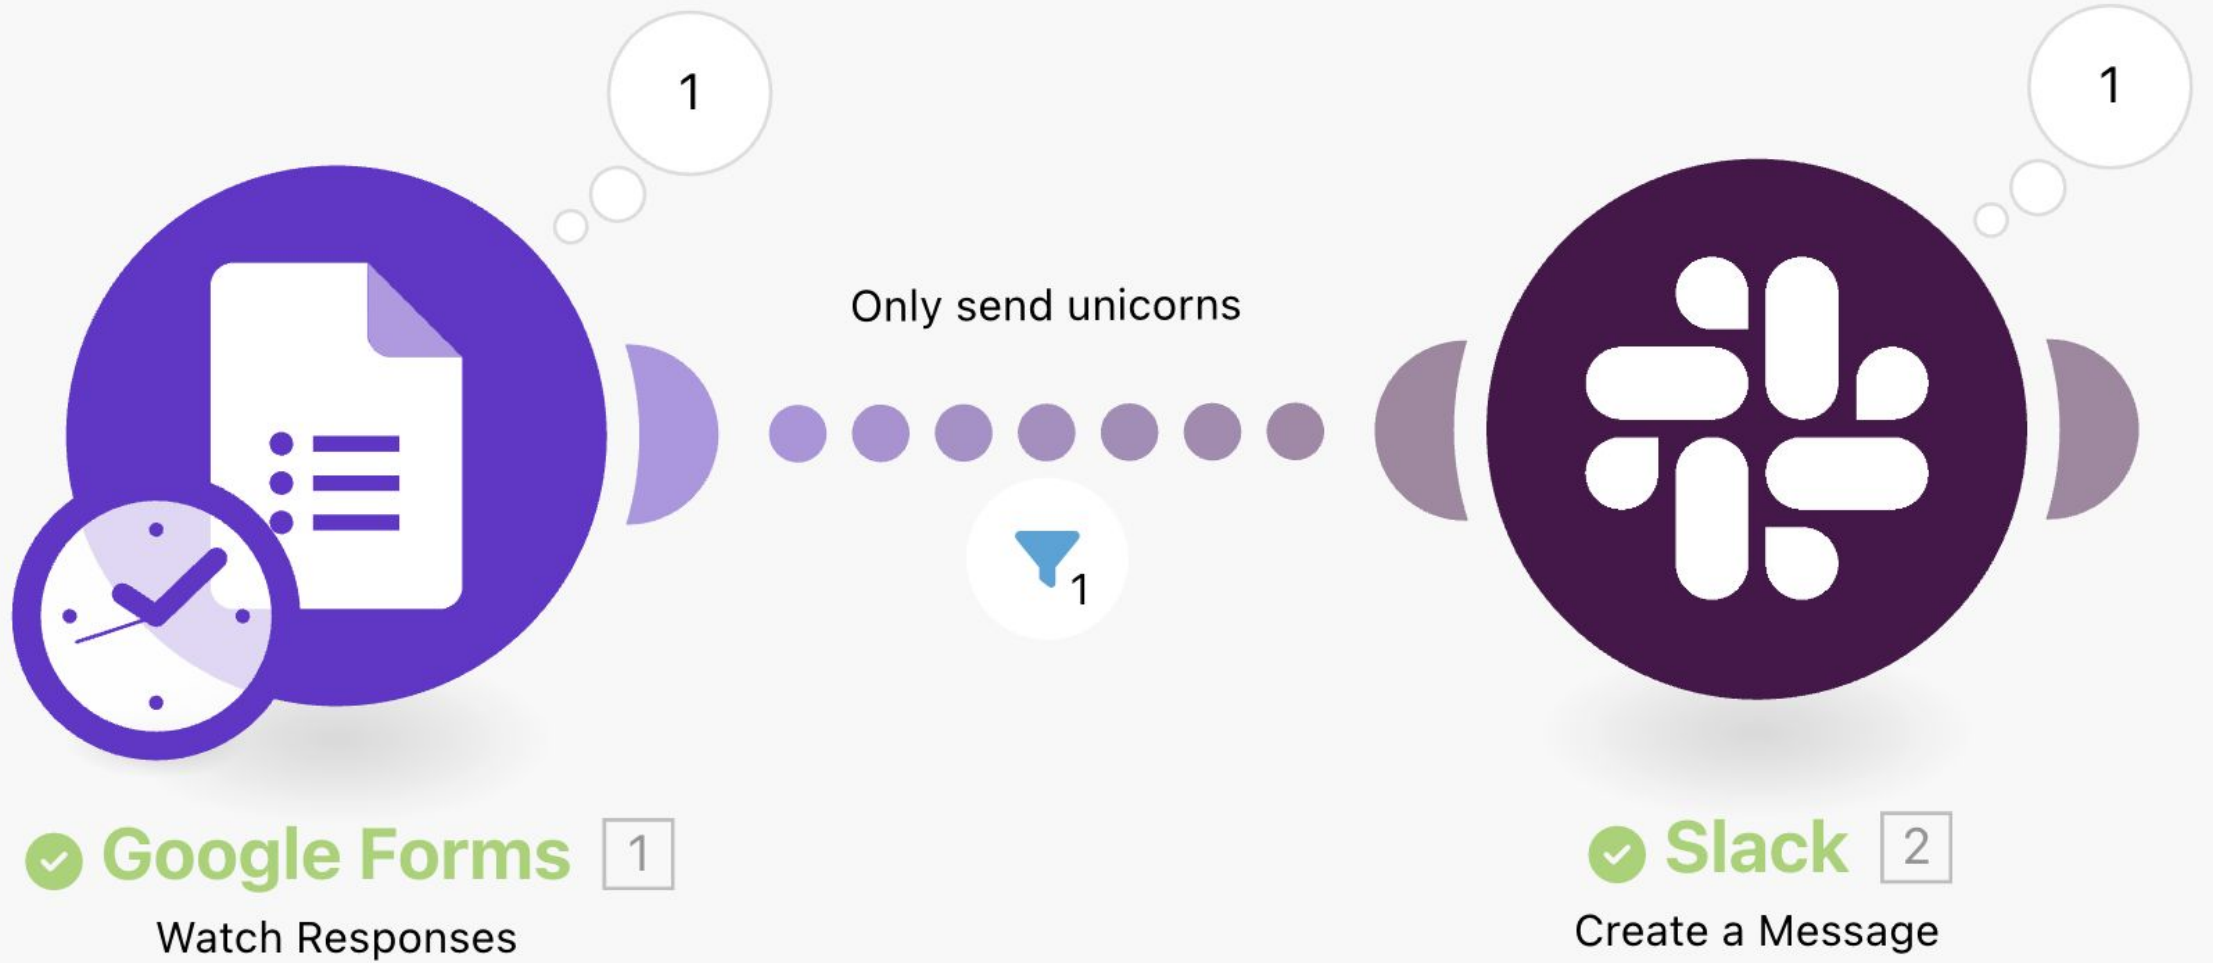 1
1
Only send unicorns
1
Google Forms 1
Watch Responses
Slack 2
Create a Message